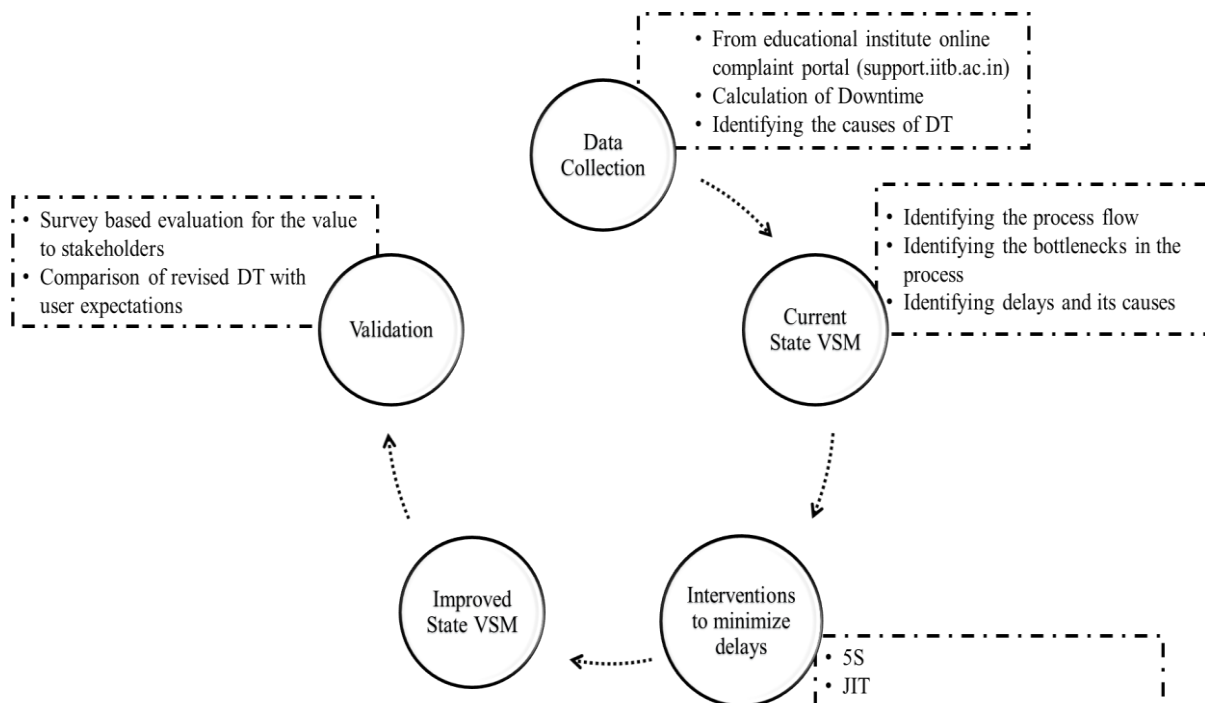 • From educational institute online
complaint portal (support.iitb.ac.in)
• Calculation of Downtime
• Identifying the causes of DT
Data
Collection
• Identifying the process flow
• Identifying the bottlenecks in the
process
• Identifying delays and its causes
Current
State VSM
Interventions
to minimize
delays
• 5S
• JIT
Improved
State VSM
• Survey based evaluation for the value
to stakeholders
• Comparison of revised DT with
user expectations
Validation